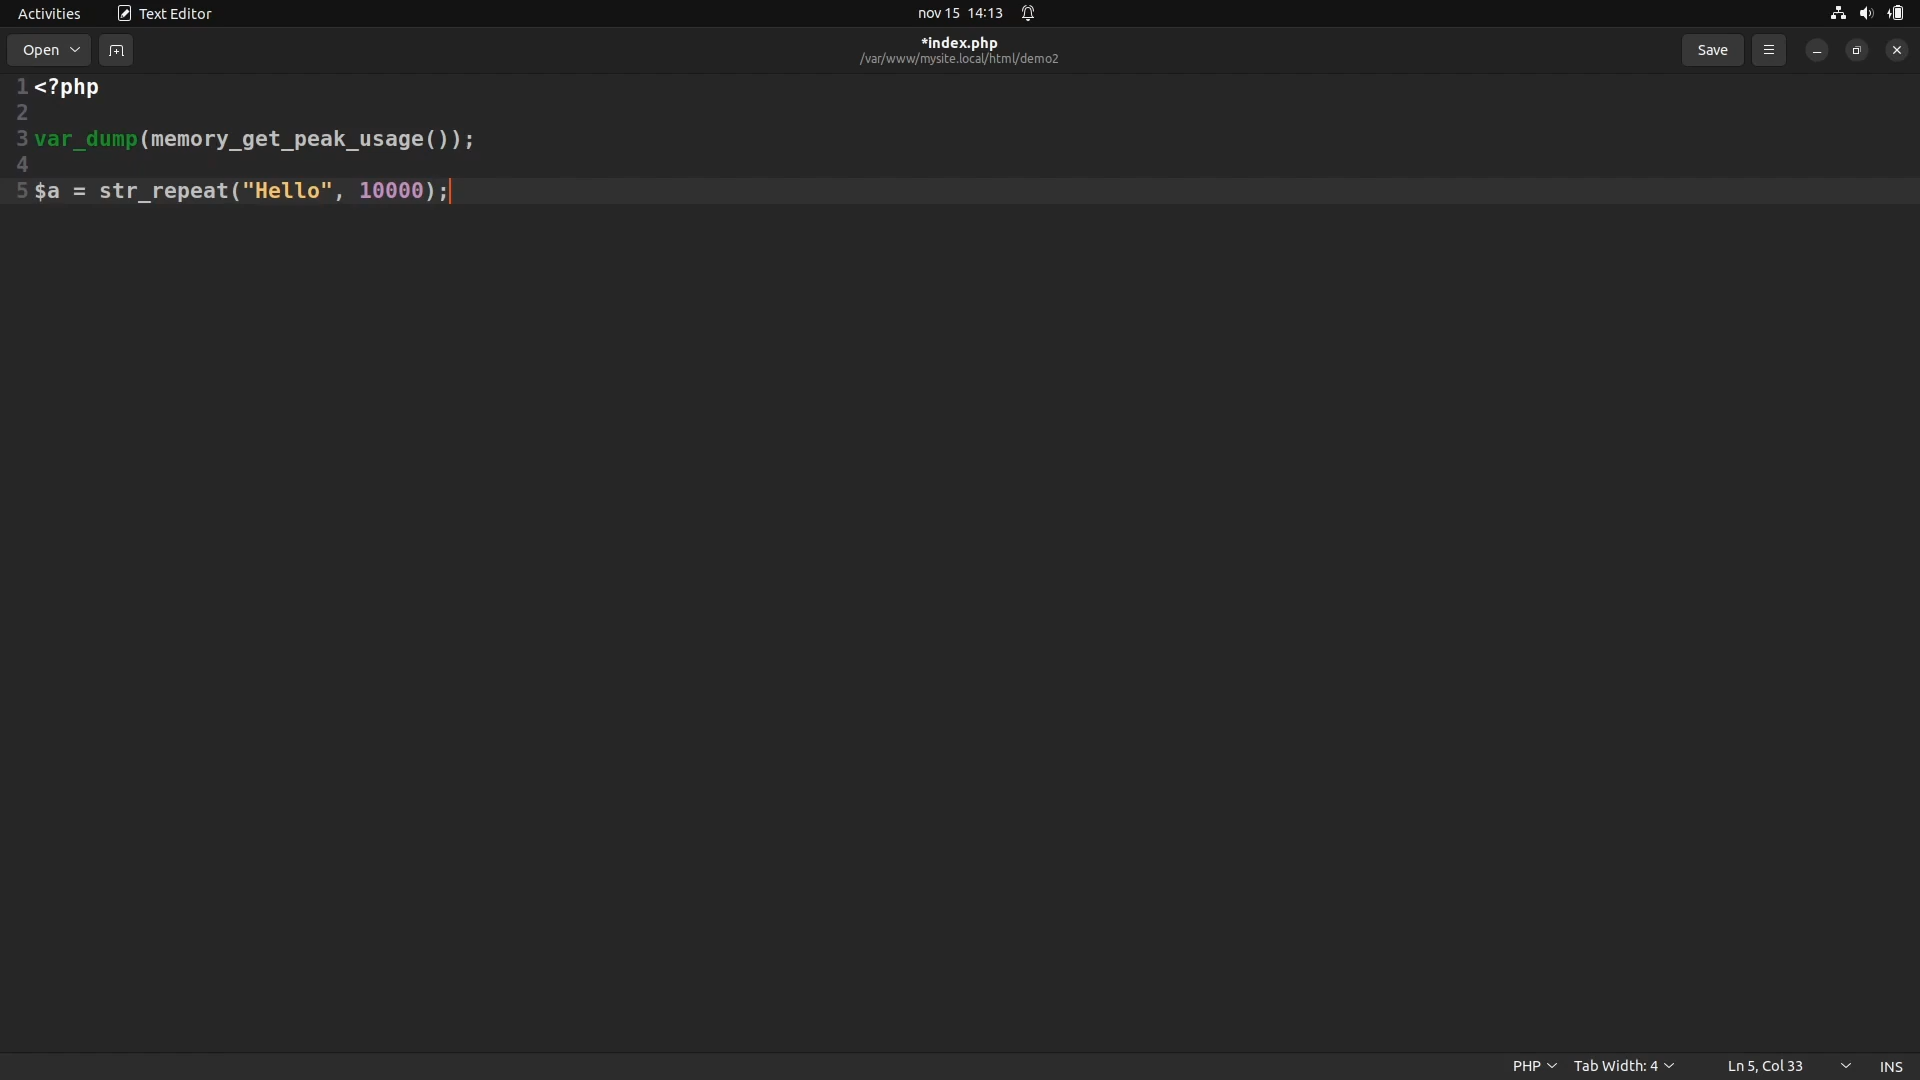 Activities Text Editor nov 15 14:13
Open *index.php Save
/var/www/mysite.local/html/demo2
1 <?php
2
3 var_dump(memory_get_peak_usage());
4
5 $a = str_repeat("Hello", 10000);
PHP Tab Width: 4 Ln 5, Col 33 INS